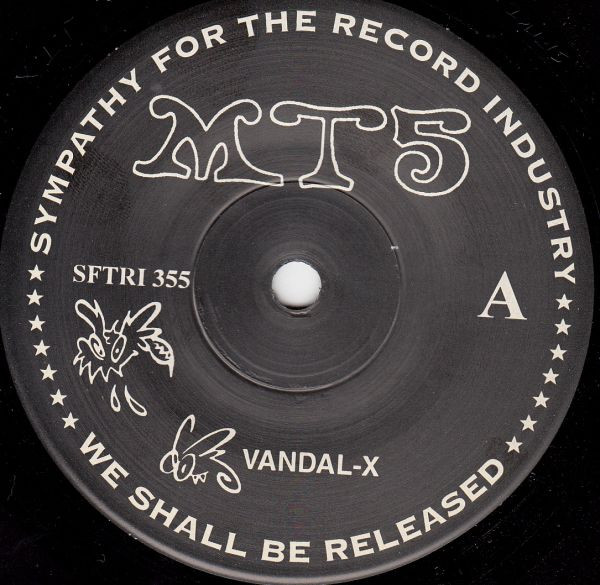 SYMPATHY FOR THE RECORD INDUSTRY
MT5
SFTRI 355
A
VANDAL-X
★★★★★★★ WE SHALL BE RELEASED ★★★★★★★★